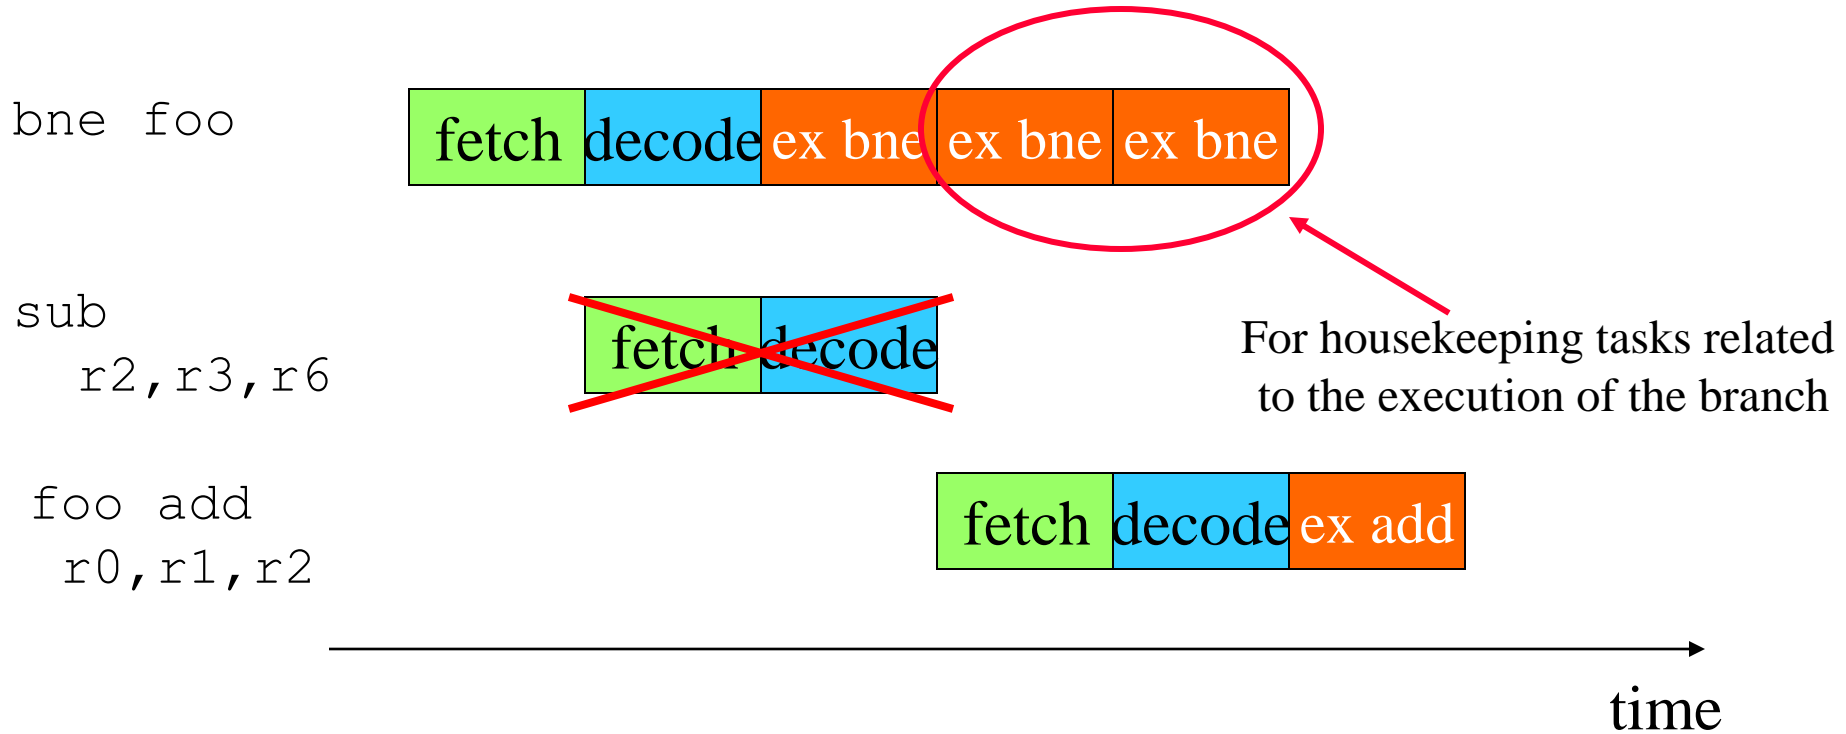 bne foo
fetch decode ex bne ex bne ex bne
sub
r2,r3,r6
fetch decode
For housekeeping tasks related
to the execution of the branch
foo add
r0,r1,r2
fetch decode ex add
time